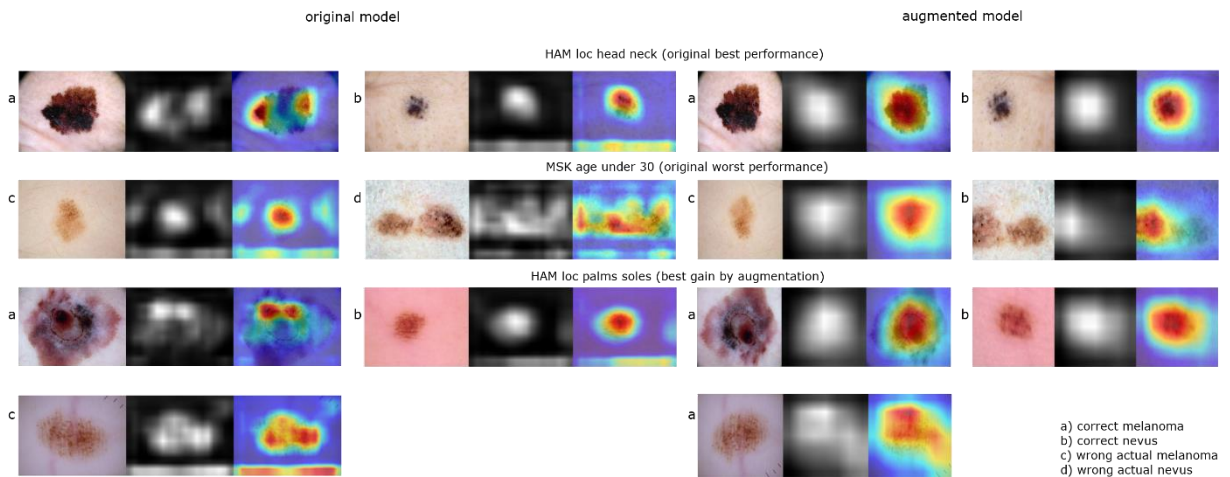 original model
augmented model
HAM loc head neck (original best performance)
a
b
a
b
MSK age under 30 (original worst performance)
c
d
c
b
HAM loc palms soles (best gain by augmentation)
a
b
a
b
c
a
a) correct melanoma
b) correct nevus
c) wrong actual melanoma
d) wrong actual nevus